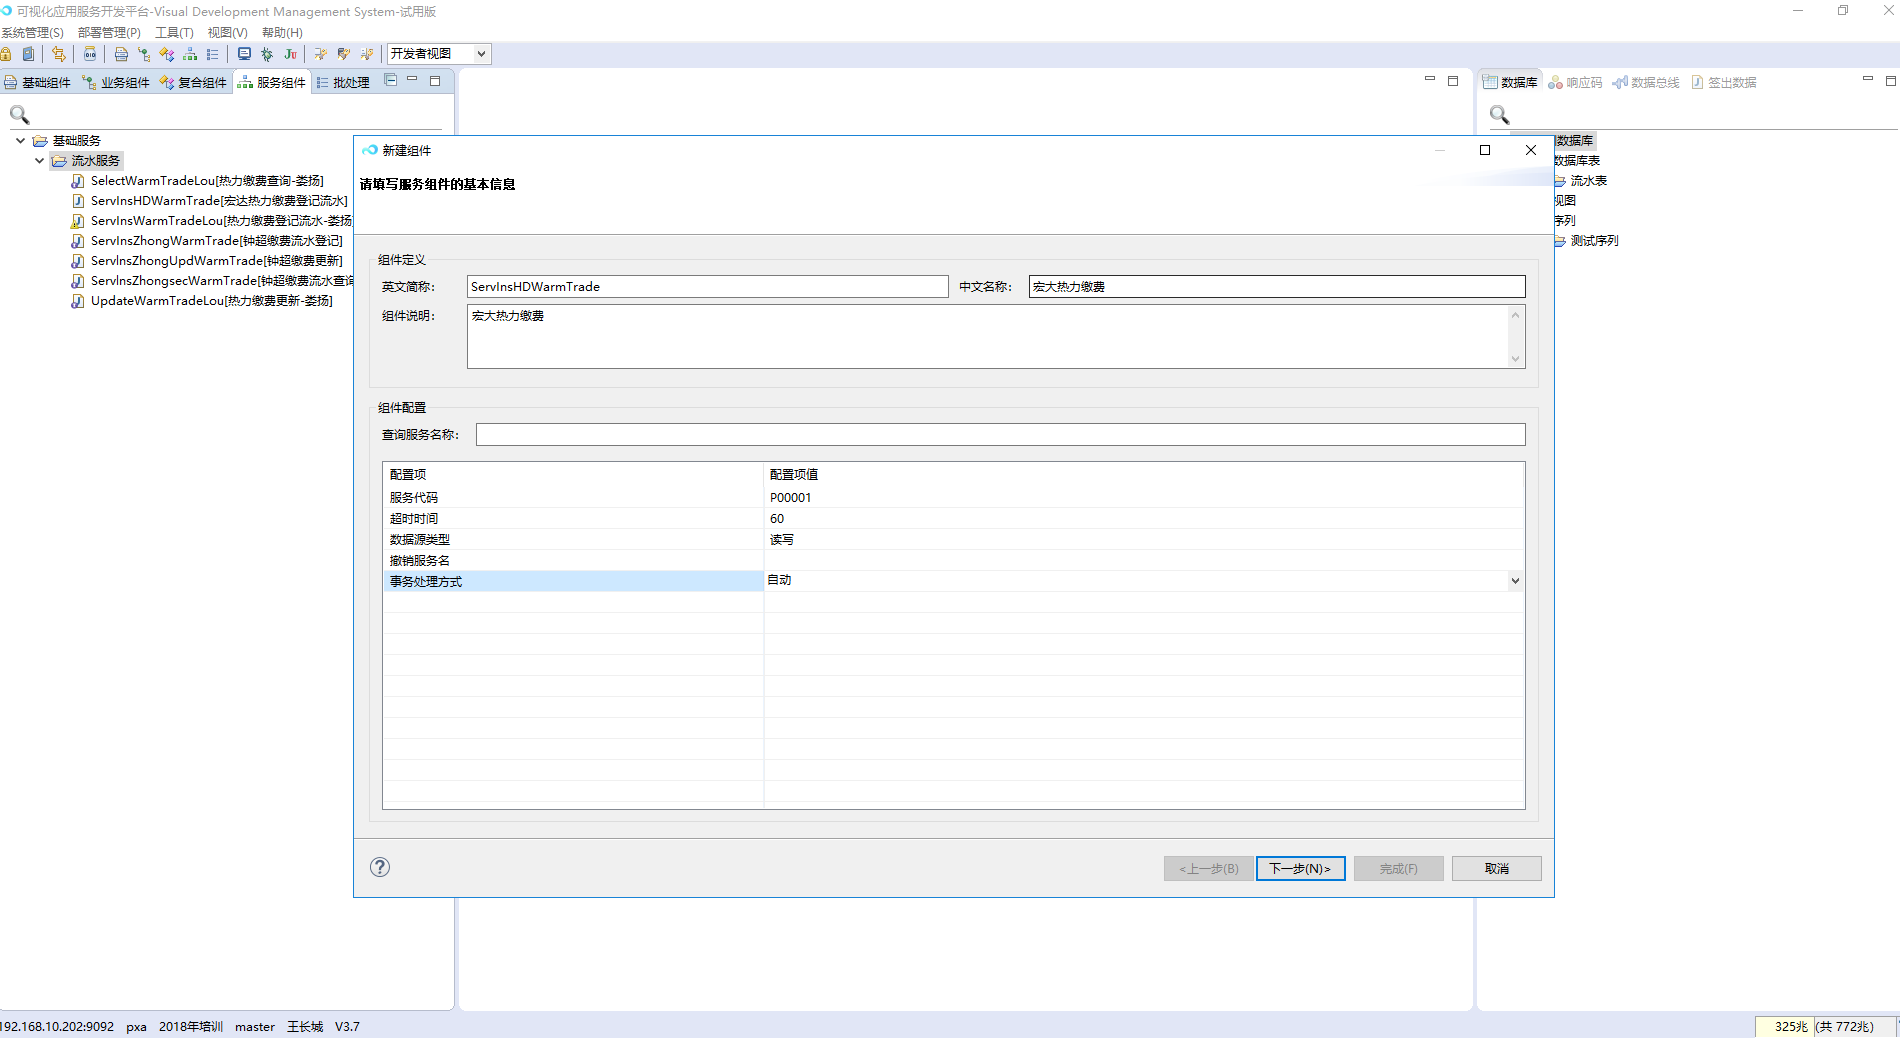 可视化应用服务开发平台-Visual Development Management System-试用版
系统管理(S) 部署管理(P) 工具(T) 视图(V) 帮助(H)
开发者视图
基础组件 业务组件 复合组件 服务组件 批处理
数据库 响应码 数据总线 签出数据
基础服务
流水服务
SelectWarmTradeLou[热力缴费查询-娄扬]
ServInsHDWarmTrade[宏达热力缴费登记流水]
ServInsWarmTradeLou[热力缴费登记流水-娄扬]
ServInsZhongWarmTrade[钟超缴费流水登记]
ServInsZhongUpdWarmTrade[钟超缴费更新]
ServInsZhongsecWarmTrade[钟超缴费流水查询
UpdateWarmTradeLou[热力缴费更新-娄扬]
新建组件
请填写服务组件的基本信息
组件定义
英文简称： ServInsHDWarmTrade 中文名称： 宏大热力缴费
组件说明： 宏大热力缴费
组件配置
查询服务名称：
配置项 配置项值
服务代码 P00001
超时时间 60
数据源类型 读写
撤销服务名
事务处理方式 自动
<上一步(B) 下一步(N)> 完成(F) 取消
数据库
数据库表
流水表
视图
序列
测试序列
192.168.10.202:9092 pxa 2018年培训 master 王长城 V3.7
325兆 (共 772兆)